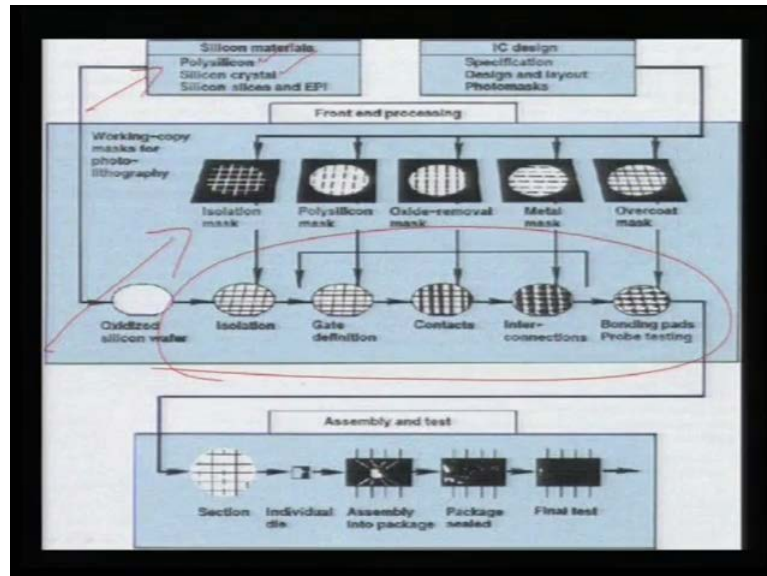 Silicon materials
Polysilicon
Silicon crystal
Silicon slices and EPI
IC design
Specification
Design and layout
Photomasks
Front end processing
Working-copy
masks for
photo-
lithography
Isolation
mask
Polysilicon
mask
Oxide-removal
mask
Metal
mask
Overcoat
mask
Oxidized
silicon wafer
Isolation
Gate
definition
Contacts
Inter-
connections
Bonding pads
Probe testing
Assembly and test
Section
Individual
die
Assembly
into package
Package
sealed
Final test